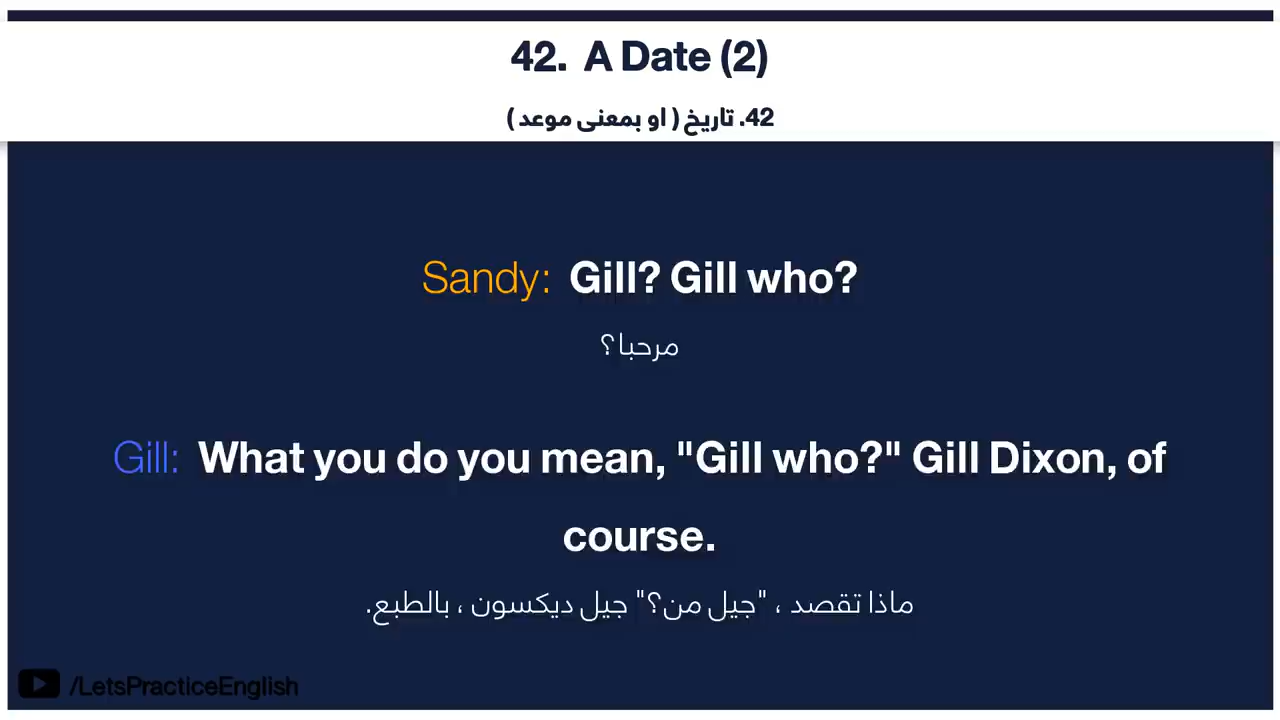 42. A Date (2)
42. تاريخ ( او بمعنى موعد )
Sandy: Gill? Gill who?
مرحبا؟
Gill: What you do you mean, "Gill who?" Gill Dixon, of
course.
ماذا تقصد ، "جيل من؟" جيل ديكسون ، بالطبع.
/LetsPracticeEnglish